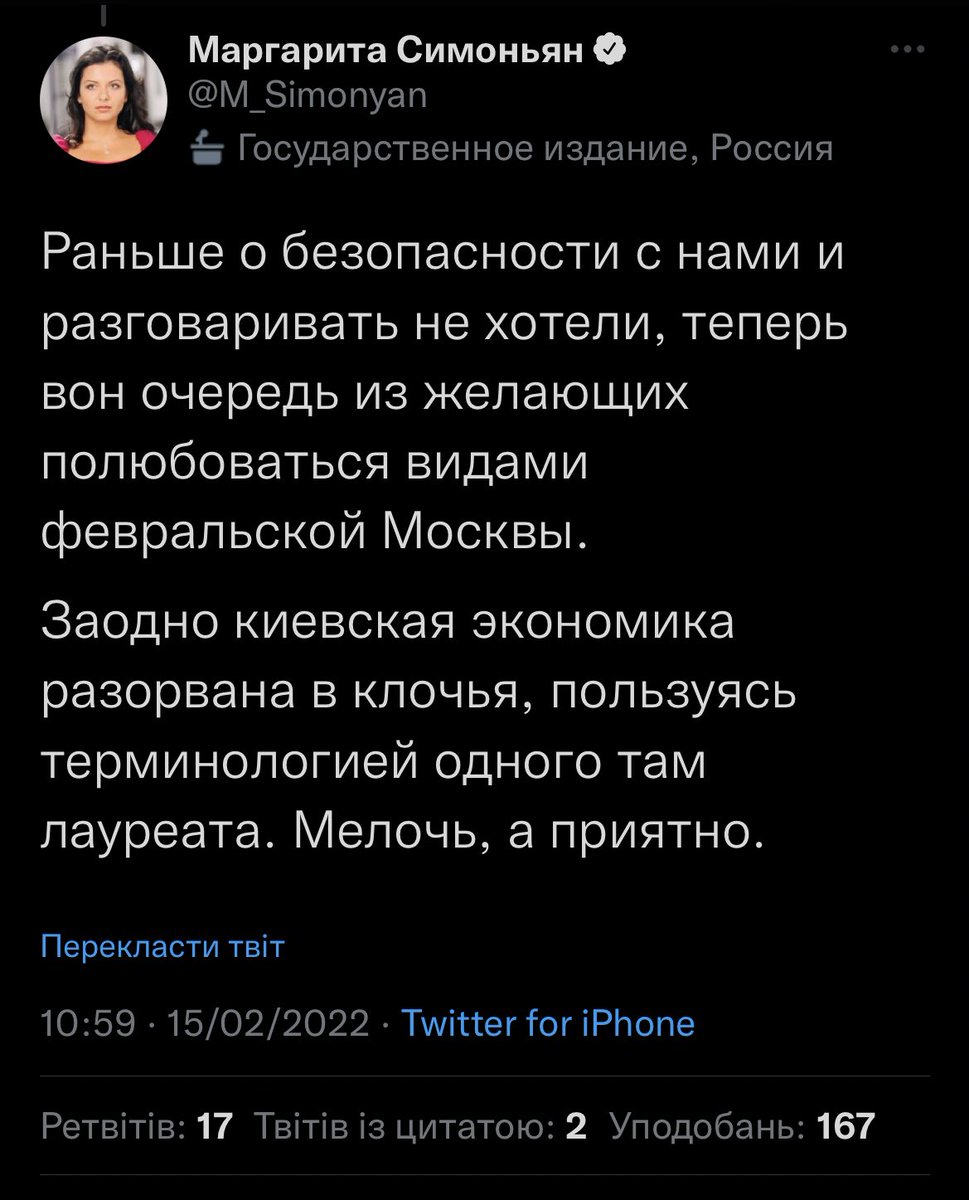 Маргарита Симоньян
@M_Simonyan
Государственное издание, Россия
Раньше о безопасности с нами и
разговаривать не хотели, теперь
вон очередь из желающих
полюбоваться видами
февральской Москвы.
Заодно киевская экономика
разорвана в клочья, пользуясь
терминологией одного там
лауреата. Мелочь, а приятно.
Перекласти твіт
10:59 · 15/02/2022 · Twitter for iPhone
Ретвітів: 17 Твітів із цитатою: 2 Уподобань: 167